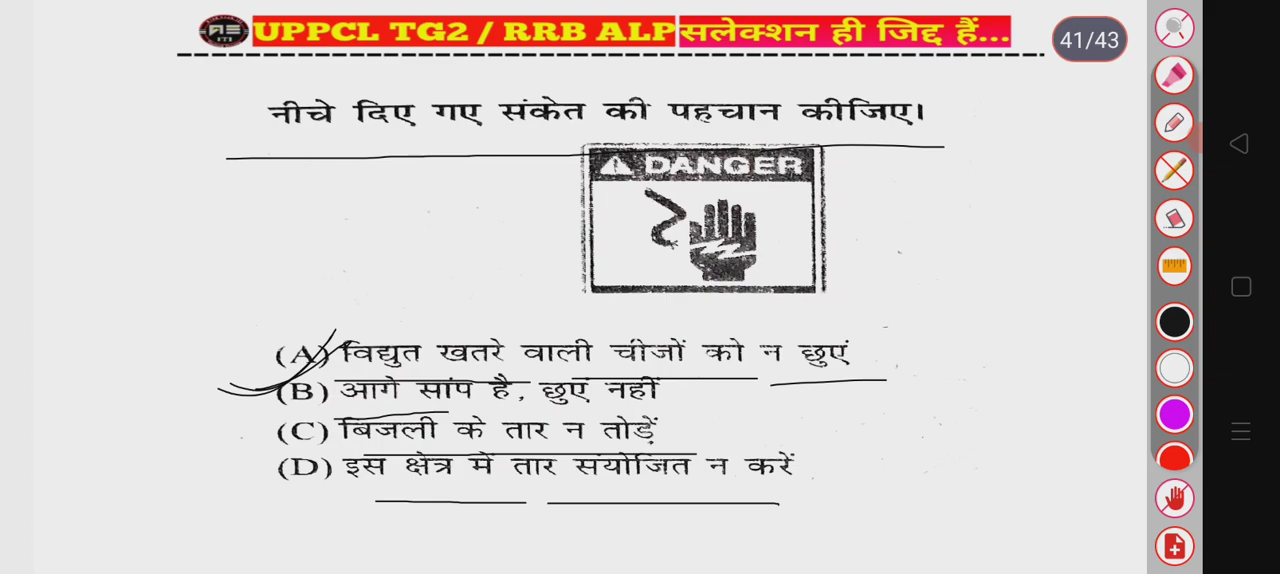 UPPCL TG2 / RRB ALP सलेक्शन ही जिद्द हैं...
41/43
नीचे दिए गए संकेत की पहचान कीजिए।
DANGER
(A) विद्युत खतरे वाली चीजों को न छुएं
(B) आगे सांप है, छुएं नहीं
(C) बिजली के तार न तोड़ें
(D) इस क्षेत्र में तार संयोजित न करें